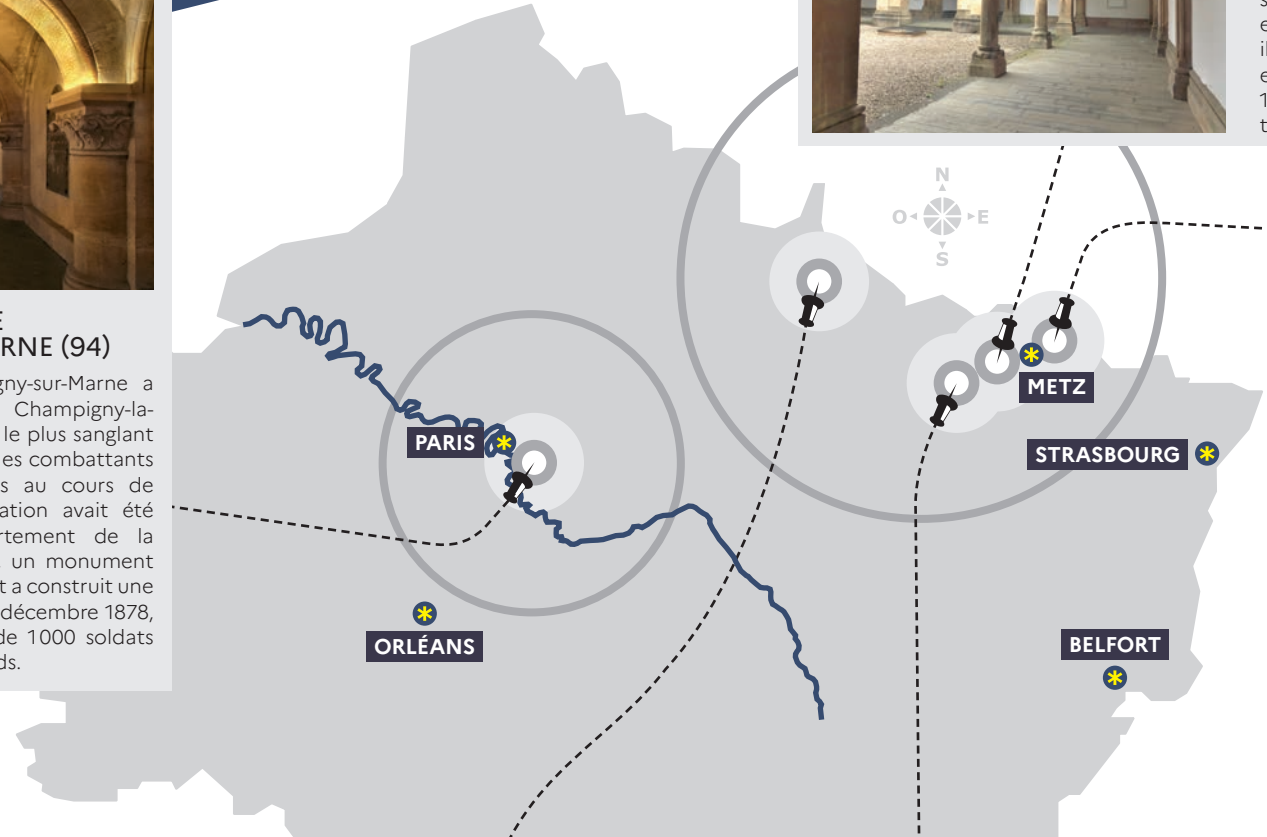 RNE (94)
gny-sur-Marne a
Champigny-la-
le plus sanglant
es combattants
s au cours de
ation avait été
rtement de la
un monument
t a construit une
décembre 1878,
de 1000 soldats
ds.
N
O
E
S
METZ
PARIS
STRASBOURG
ORLÉANS
BELFORT